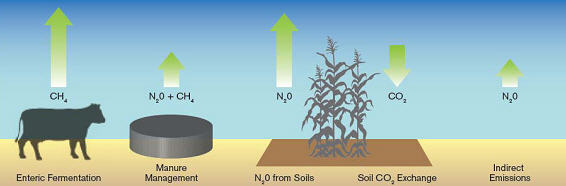 CH₄
N₂0 + CH₄
N₂0
CO₂
N₂0
Enteric Fermentation
Manure
Management
N₂0 from Soils
Soil CO₂ Exchange
Indirect
Emissions